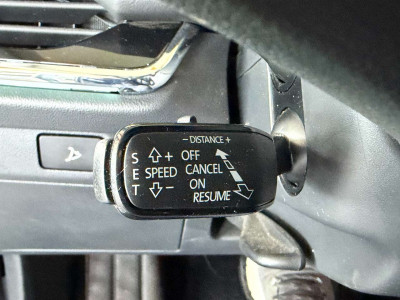 − DISTANCE +
S + OFF
E SPEED CANCEL
T − ON
RESUME